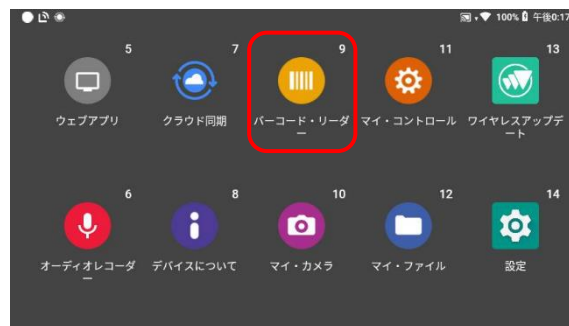 100% 午後0:17
5 7 9 11 13
ウェブアプリ クラウド同期 バーコード・リーダー マイ・コントロール ワイヤレスアップデート
6 8 10 12 14
オーディオレコーダー デバイスについて マイ・カメラ マイ・ファイル 設定